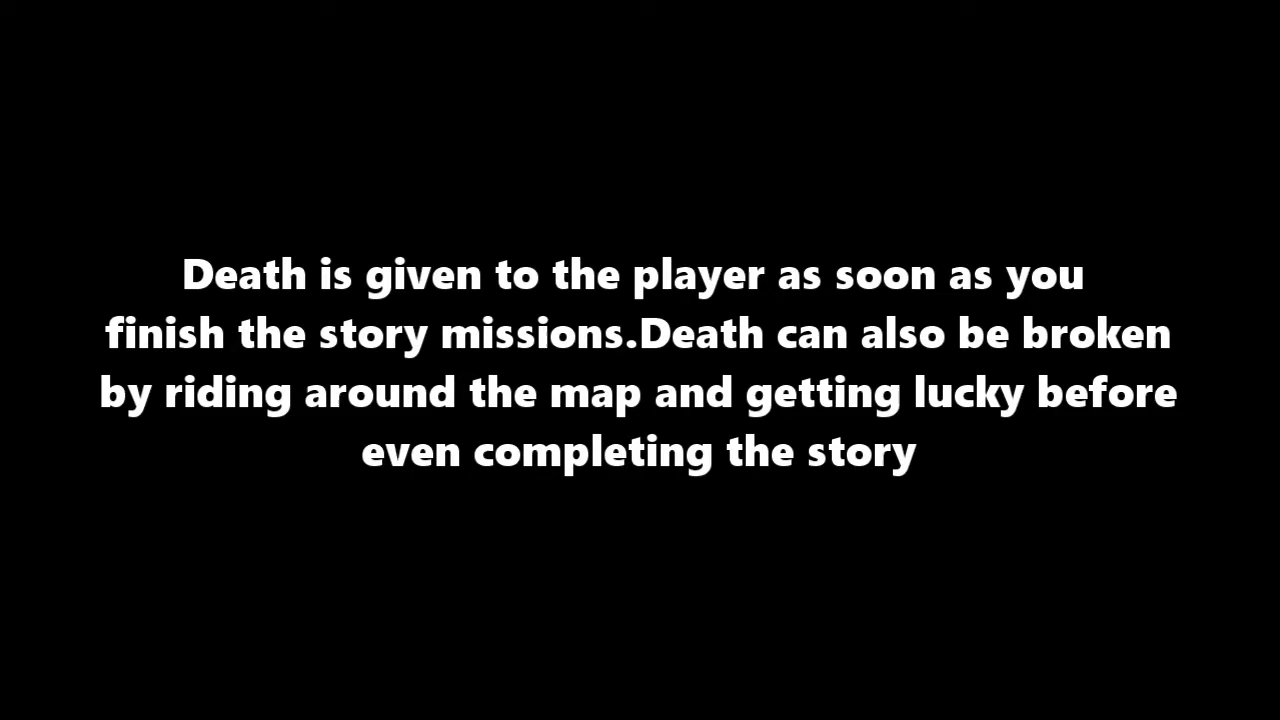 Death is given to the player as soon as you
finish the story missions.Death can also be broken
by riding around the map and getting lucky before
even completing the story